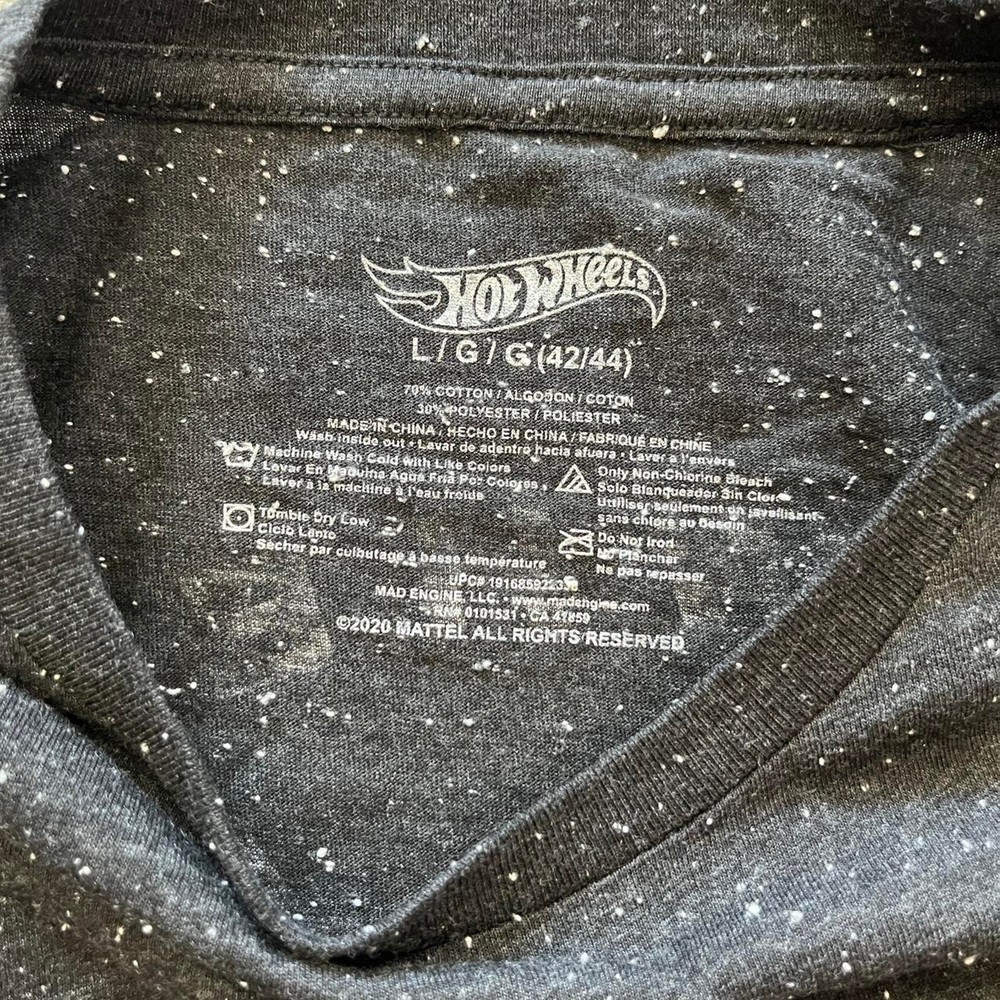 HOT WHEELS
L / G / G (42/44)
70% COTTON / ALGODON / COTON
30% POLYESTER / POLIESTER
MADE IN CHINA / HECHO EN CHINA / FABRIQUÉ EN CHINE
Wash inside out • Lavar de adentro hacia afuera • Laver a l'envers
Machine Wash Cold with Like Colors
Lavar En Maquina Agua Fria Por Colores
Laver à la machine à l'eau froide
Only Non-Chlorine Bleach
Solo Blanqueador Sin Cloro
Utiliser seulement un javellisant
sans chlore au besoin
Tumble Dry Low
Ciclo Lento
Sécher par culbutage à basse température
Do Not Iron
No Planchar
Ne pas repasser
UPC#
MAD ENGINE, LLC. • www.madengine.com
RN# 0101531 • CA 47859
©2020 MATTEL ALL RIGHTS RESERVED